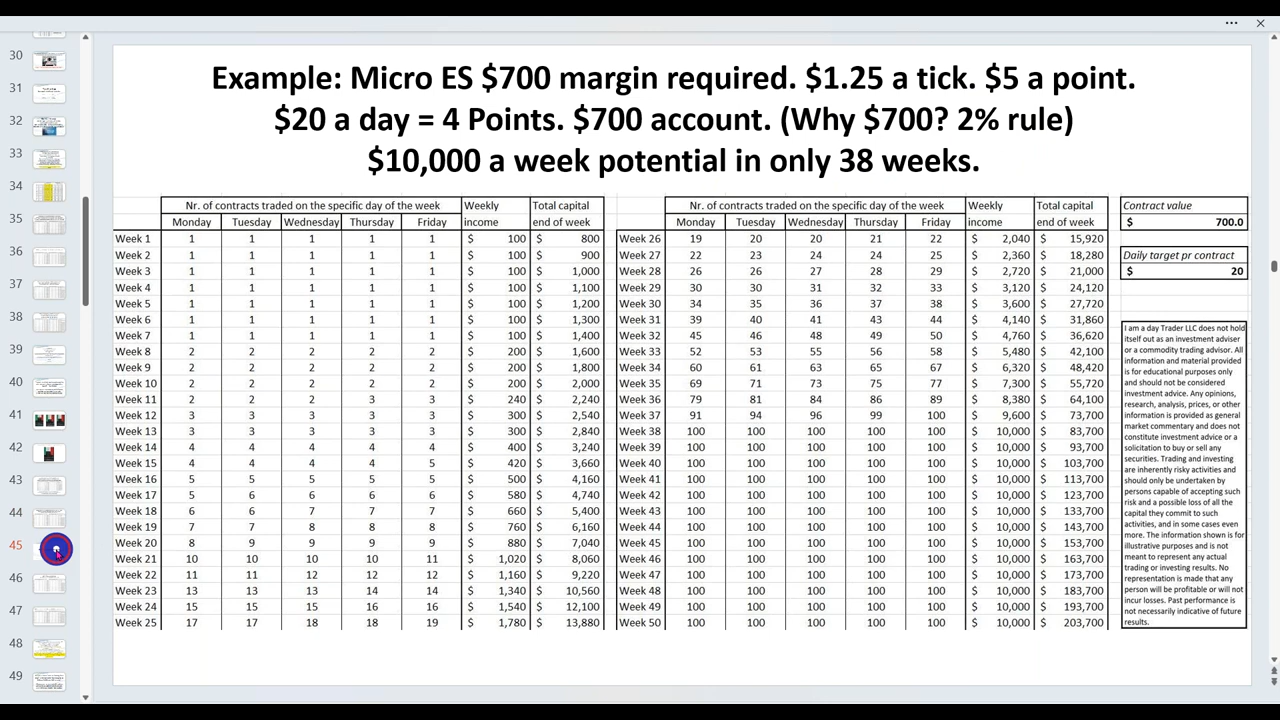 Example: Micro ES $700 margin required. $1.25 a tick. $5 a point.
$20 a day = 4 Points. $700 account. (Why $700? 2% rule)
$10,000 a week potential in only 38 weeks.
Nr. of contracts traded on the specific day of the week Weekly Total capital
Monday Tuesday Wednesday Thursday Friday income end of week
Week 1 1 1 1 1 1 $ 100 $ 800
Week 2 1 1 1 1 1 $ 100 $ 900
Week 3 1 1 1 1 1 $ 100 $ 1,000
Week 4 1 1 1 1 1 $ 100 $ 1,100
Week 5 1 1 1 1 1 $ 100 $ 1,200
Week 6 1 1 1 1 1 $ 100 $ 1,300
Week 7 1 1 1 1 1 $ 100 $ 1,400
Week 8 2 2 2 2 2 $ 200 $ 1,600
Week 9 2 2 2 2 2 $ 200 $ 1,800
Week 10 2 2 2 2 2 $ 200 $ 2,000
Week 11 2 2 2 3 3 $ 240 $ 2,240
Week 12 3 3 3 3 3 $ 300 $ 2,540
Week 13 3 3 3 3 3 $ 300 $ 2,840
Week 14 4 4 4 4 4 $ 400 $ 3,240
Week 15 4 4 4 4 5 $ 420 $ 3,660
Week 16 5 5 5 5 5 $ 500 $ 4,160
Week 17 5 6 6 6 6 $ 580 $ 4,740
Week 18 6 6 7 7 7 $ 660 $ 5,400
Week 19 7 7 8 8 8 $ 760 $ 6,160
Week 20 8 9 9 9 9 $ 880 $ 7,040
Week 21 10 10 10 10 11 $ 1,020 $ 8,060
Week 22 11 11 12 12 12 $ 1,160 $ 9,220
Week 23 13 13 13 14 14 $ 1,340 $ 10,560
Week 24 15 15 15 16 16 $ 1,540 $ 12,100
Week 25 17 17 18 18 19 $ 1,780 $ 13,880
Nr. of contracts traded on the specific day of the week Weekly Total capital
Monday Tuesday Wednesday Thursday Friday income end of week
Week 26 19 20 20 21 22 $ 2,040 $ 15,920
Week 27 22 23 24 24 25 $ 2,360 $ 18,280
Week 28 26 26 27 28 29 $ 2,720 $ 21,000
Week 29 30 30 31 32 33 $ 3,120 $ 24,120
Week 30 34 35 36 37 38 $ 3,600 $ 27,720
Week 31 39 40 41 43 44 $ 4,140 $ 31,860
Week 32 45 46 48 49 50 $ 4,760 $ 36,620
Week 33 52 53 55 56 58 $ 5,480 $ 42,100
Week 34 60 61 63 65 67 $ 6,320 $ 48,420
Week 35 69 71 73 75 77 $ 7,300 $ 55,720
Week 36 79 81 84 86 89 $ 8,380 $ 64,100
Week 37 91 94 96 99 100 $ 9,600 $ 73,700
Week 38 100 100 100 100 100 $ 10,000 $ 83,700
Week 39 100 100 100 100 100 $ 10,000 $ 93,700
Week 40 100 100 100 100 100 $ 10,000 $ 103,700
Week 41 100 100 100 100 100 $ 10,000 $ 113,700
Week 42 100 100 100 100 100 $ 10,000 $ 123,700
Week 43 100 100 100 100 100 $ 10,000 $ 133,700
Week 44 100 100 100 100 100 $ 10,000 $ 143,700
Week 45 100 100 100 100 100 $ 10,000 $ 153,700
Week 46 100 100 100 100 100 $ 10,000 $ 163,700
Week 47 100 100 100 100 100 $ 10,000 $ 173,700
Week 48 100 100 100 100 100 $ 10,000 $ 183,700
Week 49 100 100 100 100 100 $ 10,000 $ 193,700
Week 50 100 100 100 100 100 $ 10,000 $ 203,700
Contract value
$ 700.0
Daily target pr contract
$ 20
I am a day Trader LLC does not hold
itself out as an investment adviser
or a commodity trading advisor. All
information and material provided
is for educational purposes only
and should not be considered
investment advice. Any opinions,
research, analysis, prices, or other
information is provided as general
market commentary and does not
constitute investment advice or a
solicitation to buy or sell any
securities. Trading and investing
are inherently risky activities and
should only be undertaken by
persons capable of accepting such
risk and a possible loss of all the
capital they commit to such
activities, and in some cases even
more. The information shown is for
illustrative purposes and is not
meant to represent any actual
trading or investing results. No
representation is made that any
person will be profitable or will not
incur losses. Past performance is
not necessarily indicative of future
results.
30
31
32
33
34
35
36
37
38
39
40
41
42
43
44
45
46
47
48
49